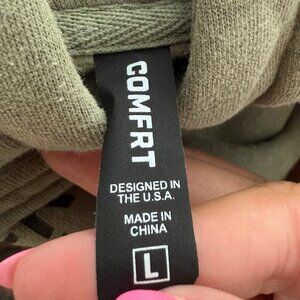 COMFRT
DESIGNED IN
THE U.S.A.
MADE IN
CHINA
L